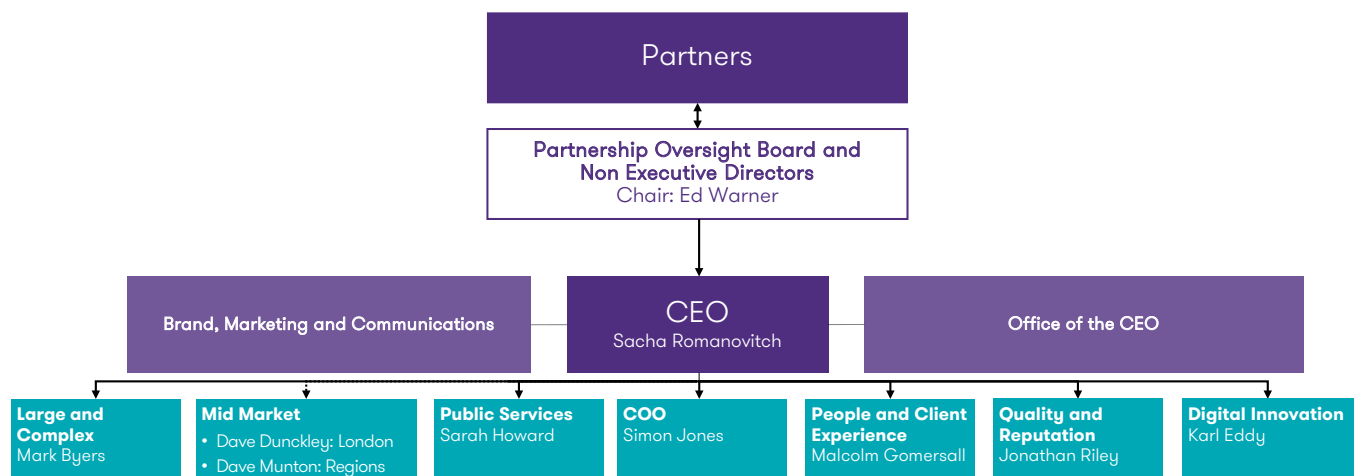 Partners
Partnership Oversight Board and
Non Executive Directors
Chair: Ed Warner
Brand, Marketing and Communications
CEO
Sacha Romanovitch
Office of the CEO
Large and
Complex
Mark Byers
Mid Market
• Dave Dunckley: London
• Dave Munton: Regions
Public Services
Sarah Howard
COO
Simon Jones
People and Client
Experience
Malcolm Gomersall
Quality and
Reputation
Jonathan Riley
Digital Innovation
Karl Eddy